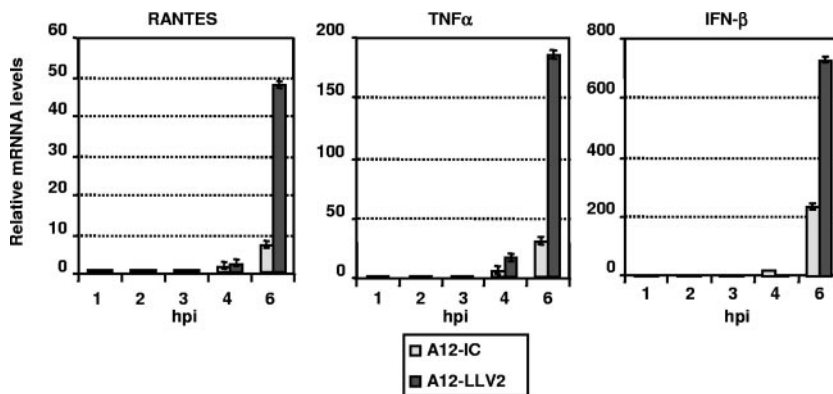 RANTES
TNFα
IFN-β
Relative mRNNA levels
60
50
40
30
20
10
0
1 2 3 4 6
hpi
200
150
100
50
0
1 2 3 4 6
hpi
800
600
400
200
0
1 2 3 4 6
hpi
A12-IC
A12-LLV2